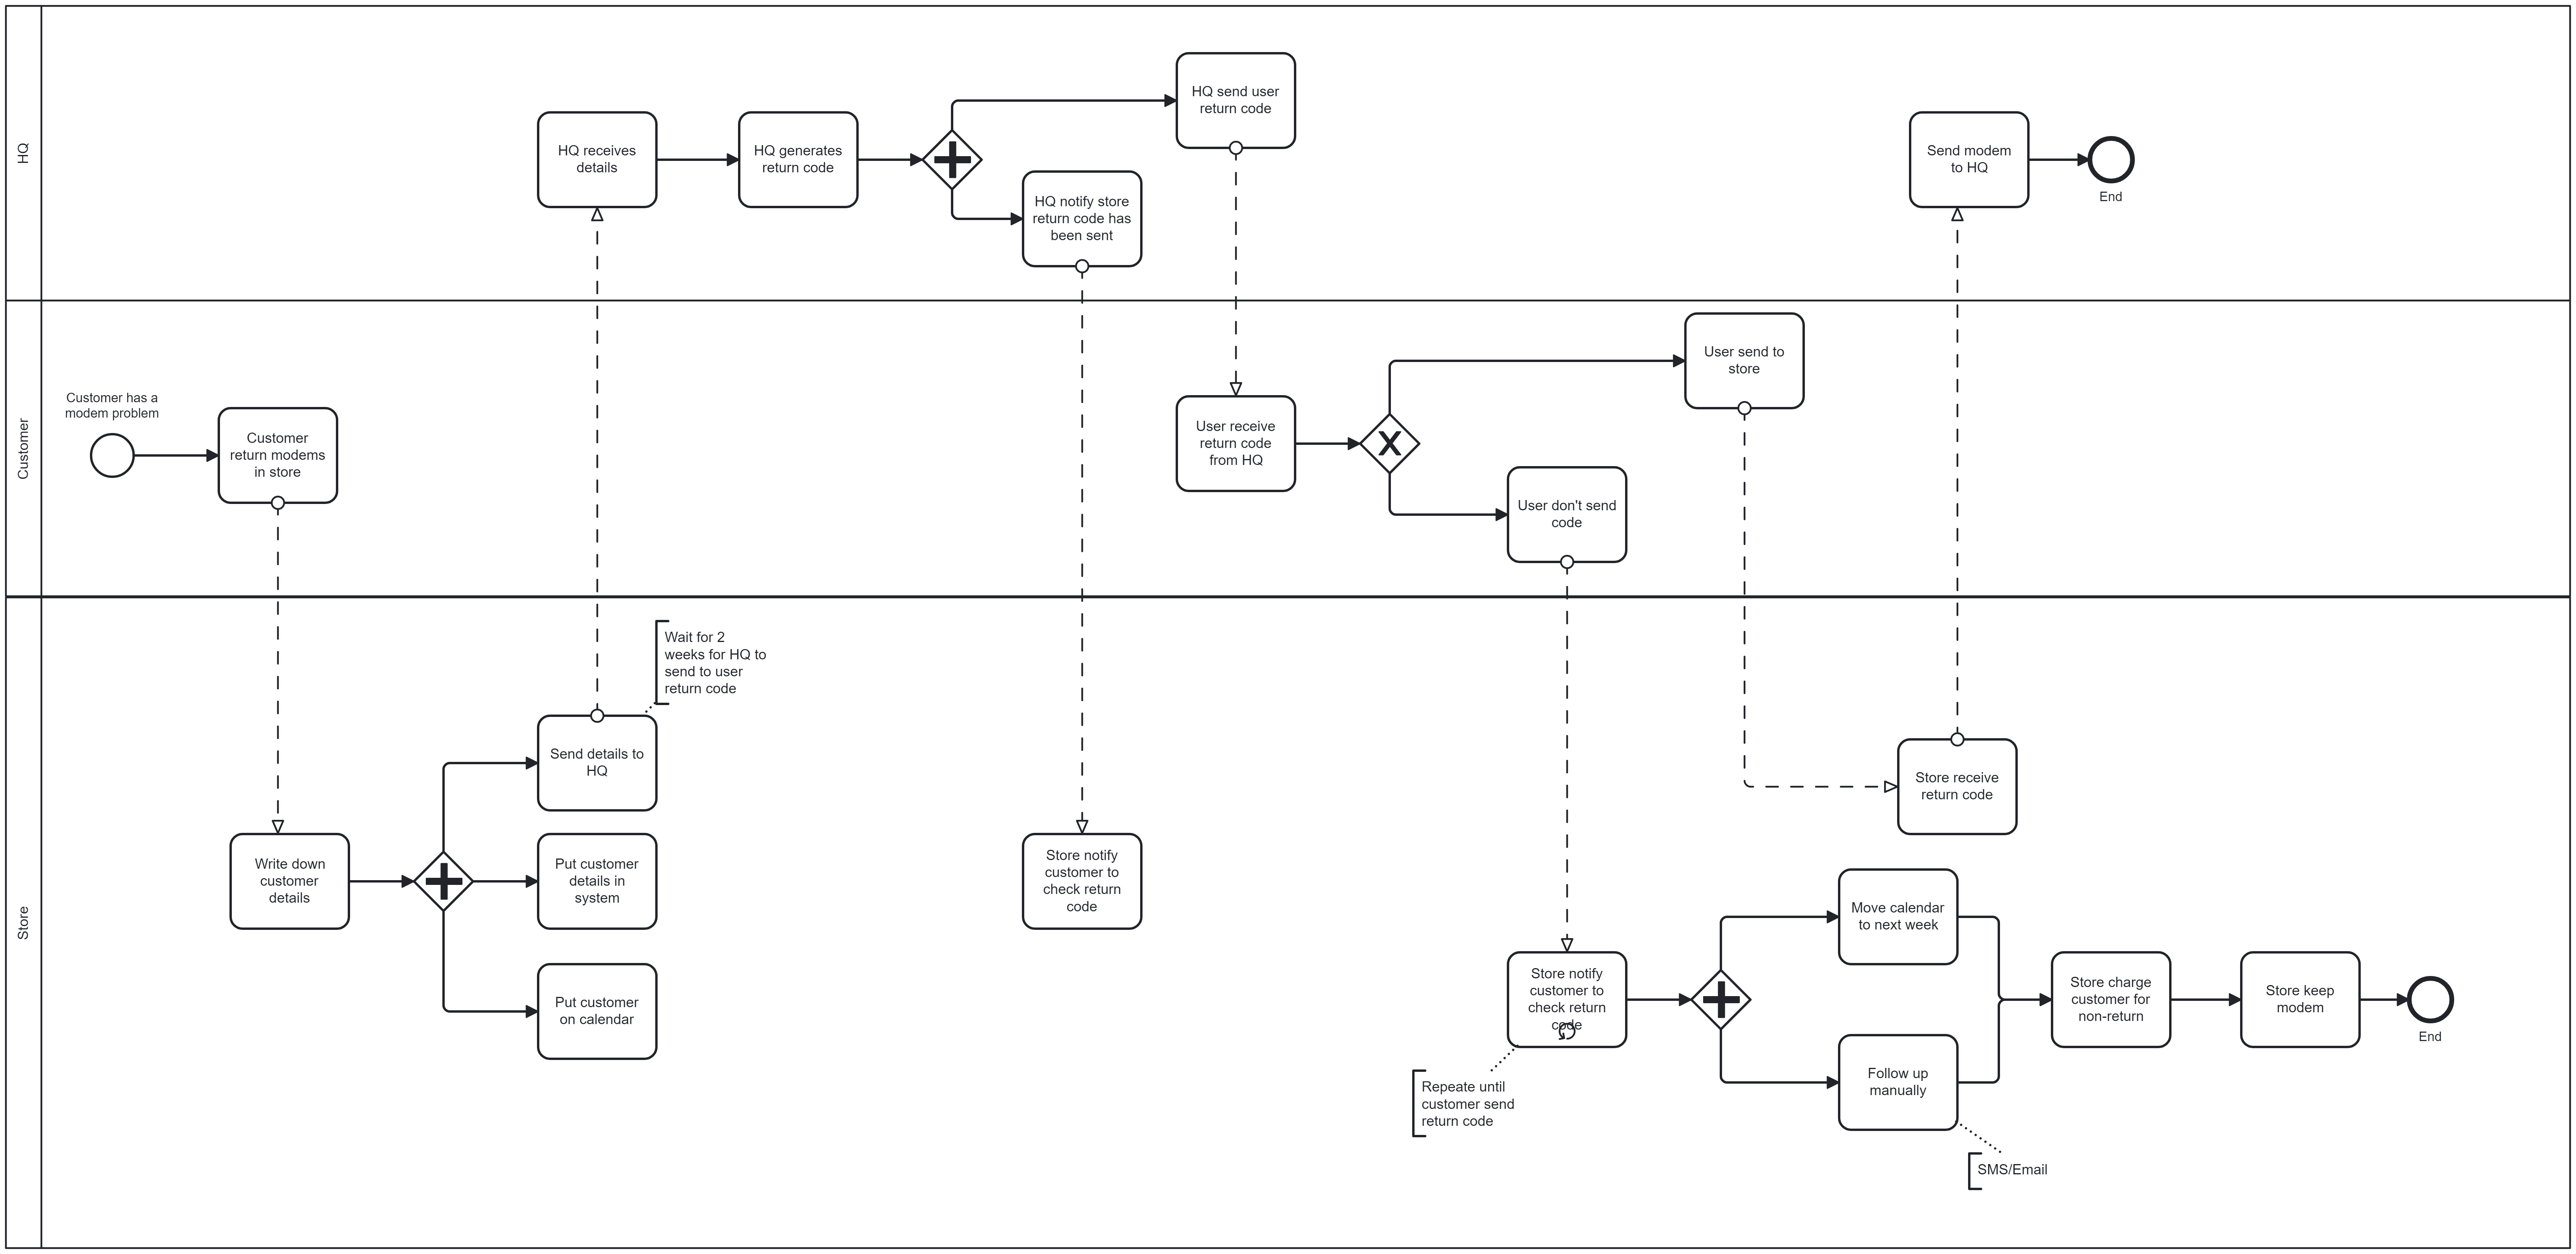 HQ
HQ receives
details
HQ generates
return code
HQ send user
return code
HQ notify store
return code has
been sent
Send modem
to HQ
End
Customer
Customer has a
modem problem
Customer
return modems
in store
User receive
return code
from HQ
User send to
store
User don't send
code
Store
Write down
customer
details
Wait for 2
weeks for HQ to
send to user
return code
Send details to
HQ
Put customer
details in
system
Put customer
on calendar
Store notify
customer to
check return
code
Store notify
customer to
check return
code
Repeate until
customer send
return code
Store receive
return code
Move calendar
to next week
Follow up
manually
SMS/Email
Store charge
customer for
non-return
Store keep
modem
End